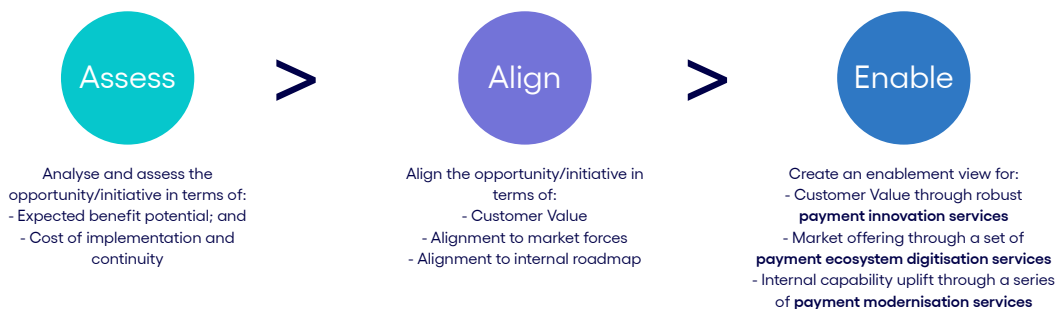 Assess
>
Align
>
Enable
Analyse and assess the
opportunity/initiative in terms of:
- Expected benefit potential; and
- Cost of implementation and
continuity
Align the opportunity/initiative in
terms of:
- Customer Value
- Alignment to market forces
- Alignment to internal roadmap
Create an enablement view for:
- Customer Value through robust
payment innovation services
- Market offering through a set of
payment ecosystem digitisation services
- Internal capability uplift through a series
of payment modernisation services